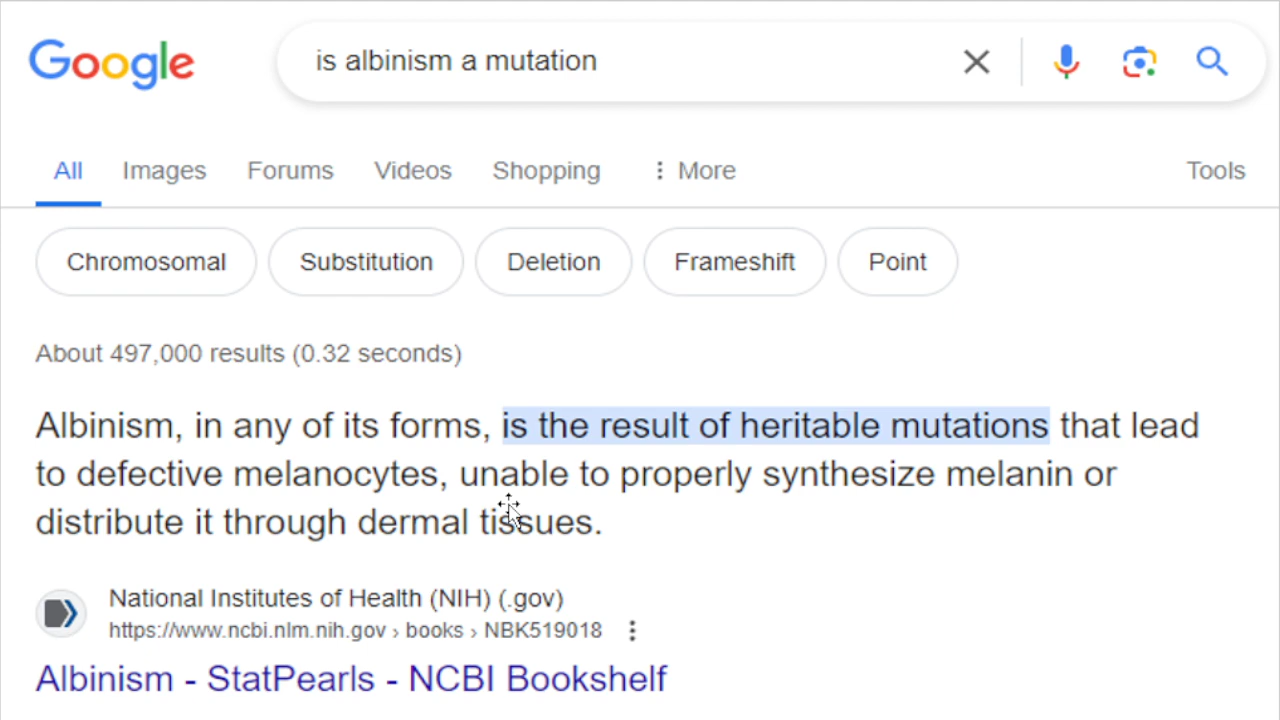 Google is albinism a mutation
All Images Forums Videos Shopping More Tools
Chromosomal Substitution Deletion Frameshift Point
About 497,000 results (0.32 seconds)
Albinism, in any of its forms, is the result of heritable mutations that lead
to defective melanocytes, unable to properly synthesize melanin or
distribute it through dermal tissues.
National Institutes of Health (NIH) (.gov)
https://www.ncbi.nlm.nih.gov › books › NBK519018
Albinism - StatPearls - NCBI Bookshelf